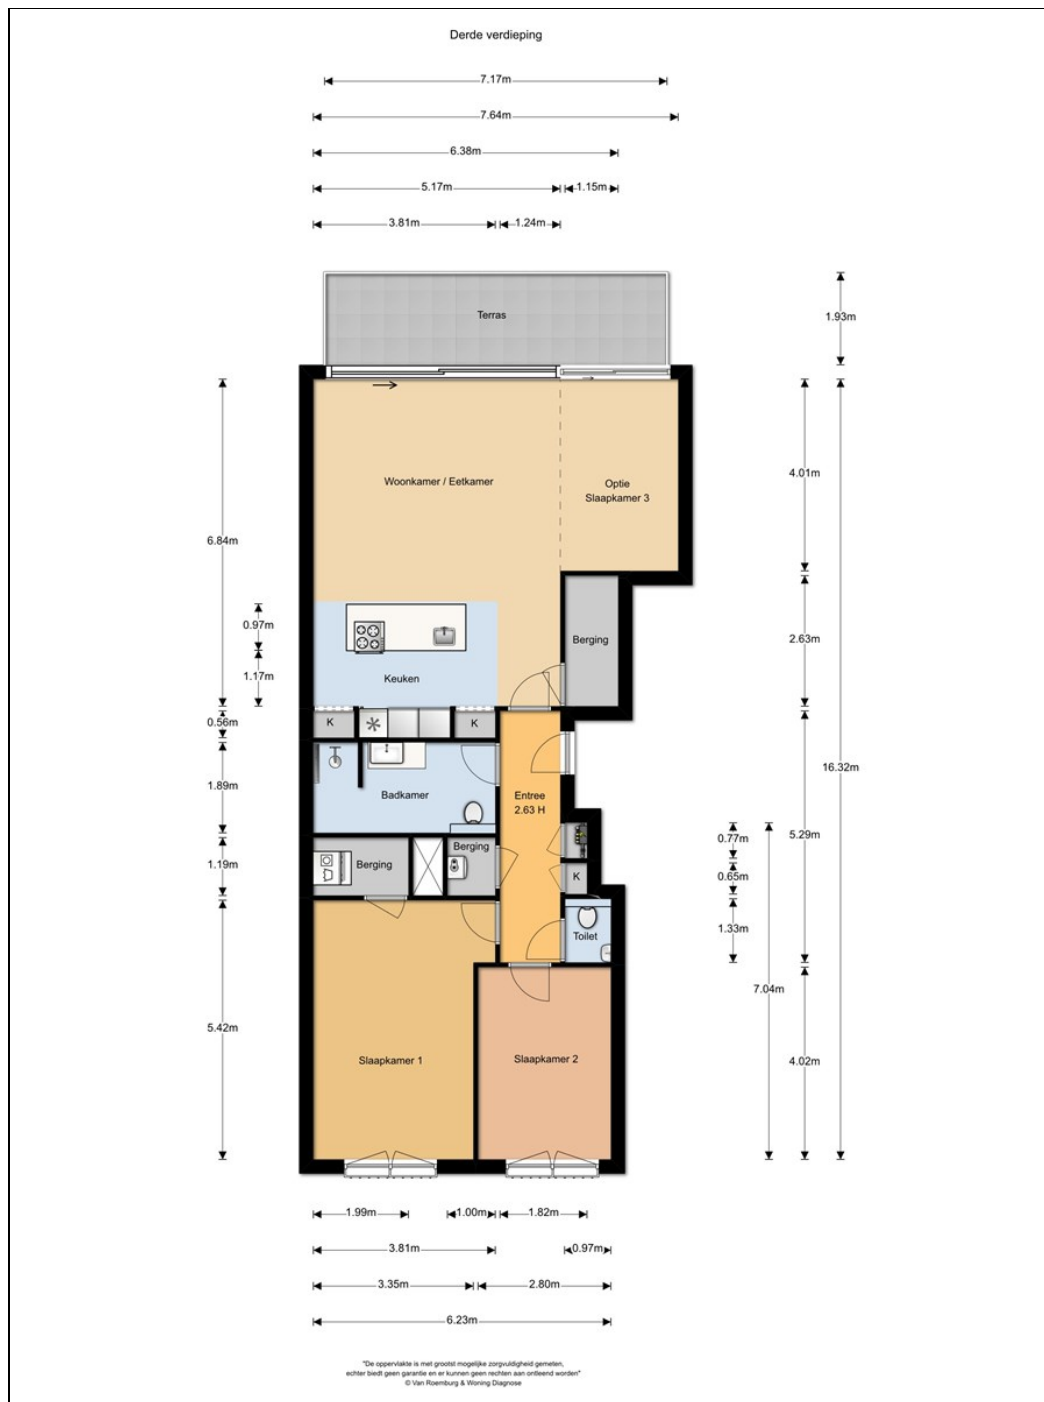 Derde verdieping
7.17m
7.64m
6.38m
5.17m 1.15m
3.81m 1.24m
Terras
1.93m
Woonkamer / Eetkamer
Optie
Slaapkamer 3
4.01m
6.84m
0.97m
Berging
2.63m
1.17m
Keuken
0.56m
K
K
16.32m
1.89m
Badkamer
Entree
2.63 H
5.29m
0.77m
Berging
1.19m
Berging
0.65m
K
1.33m
Toilet
7.04m
5.42m
Slaapkamer 1
Slaapkamer 2
4.02m
1.99m 1.00m 1.82m
3.81m 0.97m
3.35m 2.80m
6.23m
"De oppervlakte is met grootst mogelijke zorgvuldigheid gemeten,
echter biedt geen garantie en er kunnen geen rechten aan ontleend worden"
© Van Roemburg & Woning Diagnose